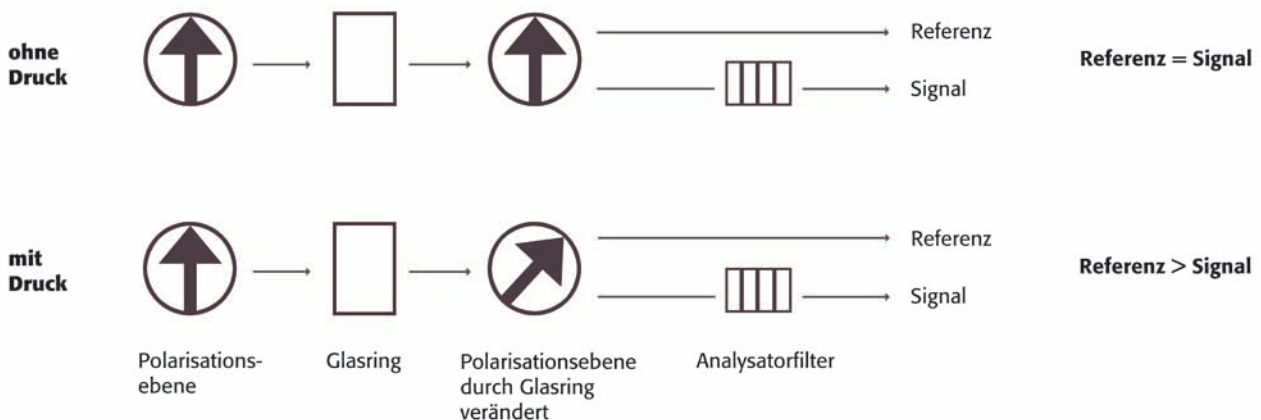 ohne
Druck
Referenz
Signal
Referenz = Signal
mit
Druck
Referenz
Signal
Referenz > Signal
Polarisations-
ebene
Glasring
Polarisationsebene
durch Glasring
verändert
Analysatorfilter